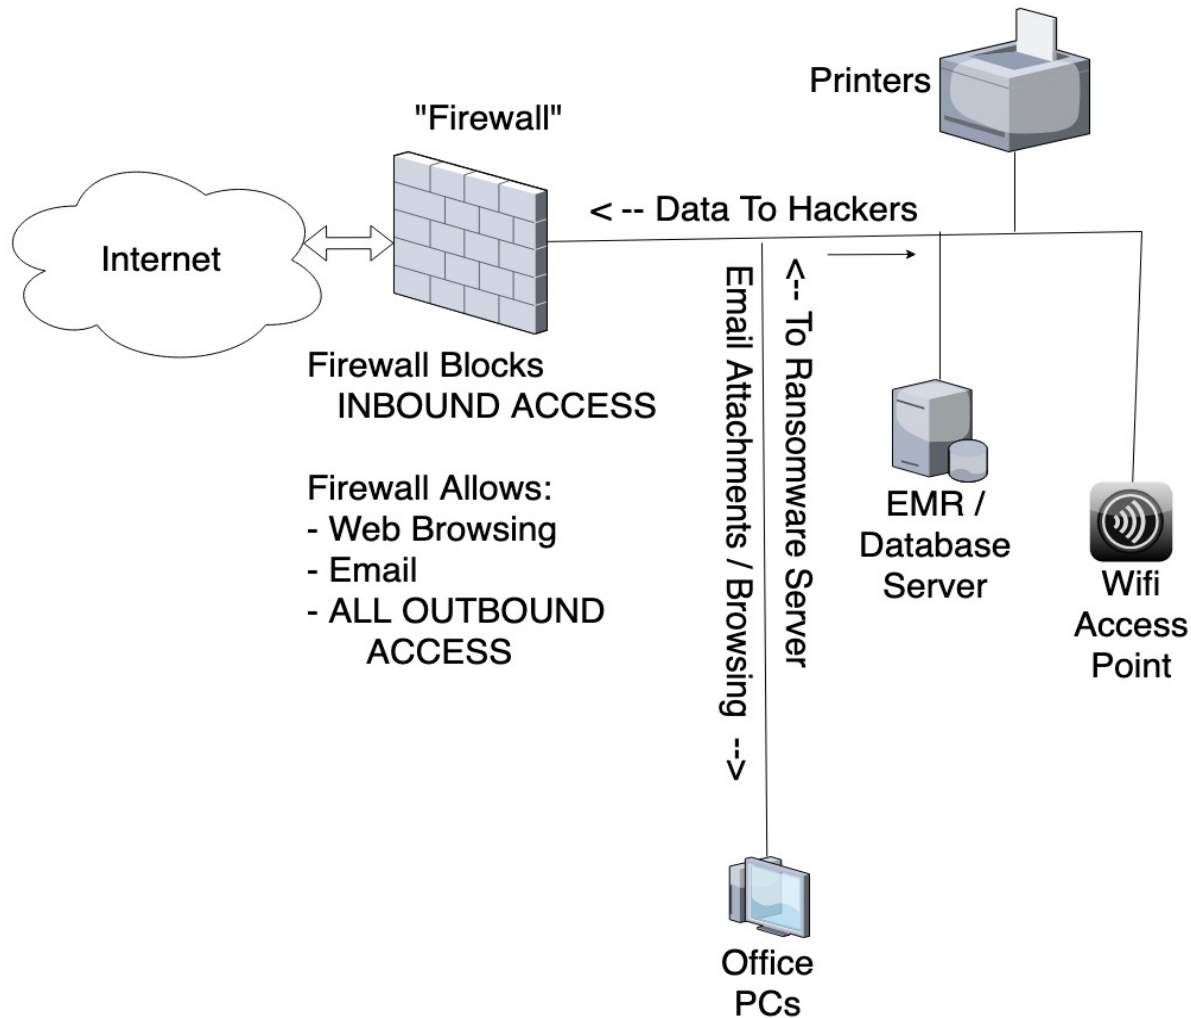 Printers
"Firewall"
< -- Data To Hackers
Internet
Firewall Blocks
INBOUND ACCESS
Firewall Allows:
- Web Browsing
- Email
- ALL OUTBOUND
ACCESS
Email Attachments / Browsing -->
<-- To Ransomware Server
EMR /
Database
Server
Wifi
Access
Point
Office
PCs